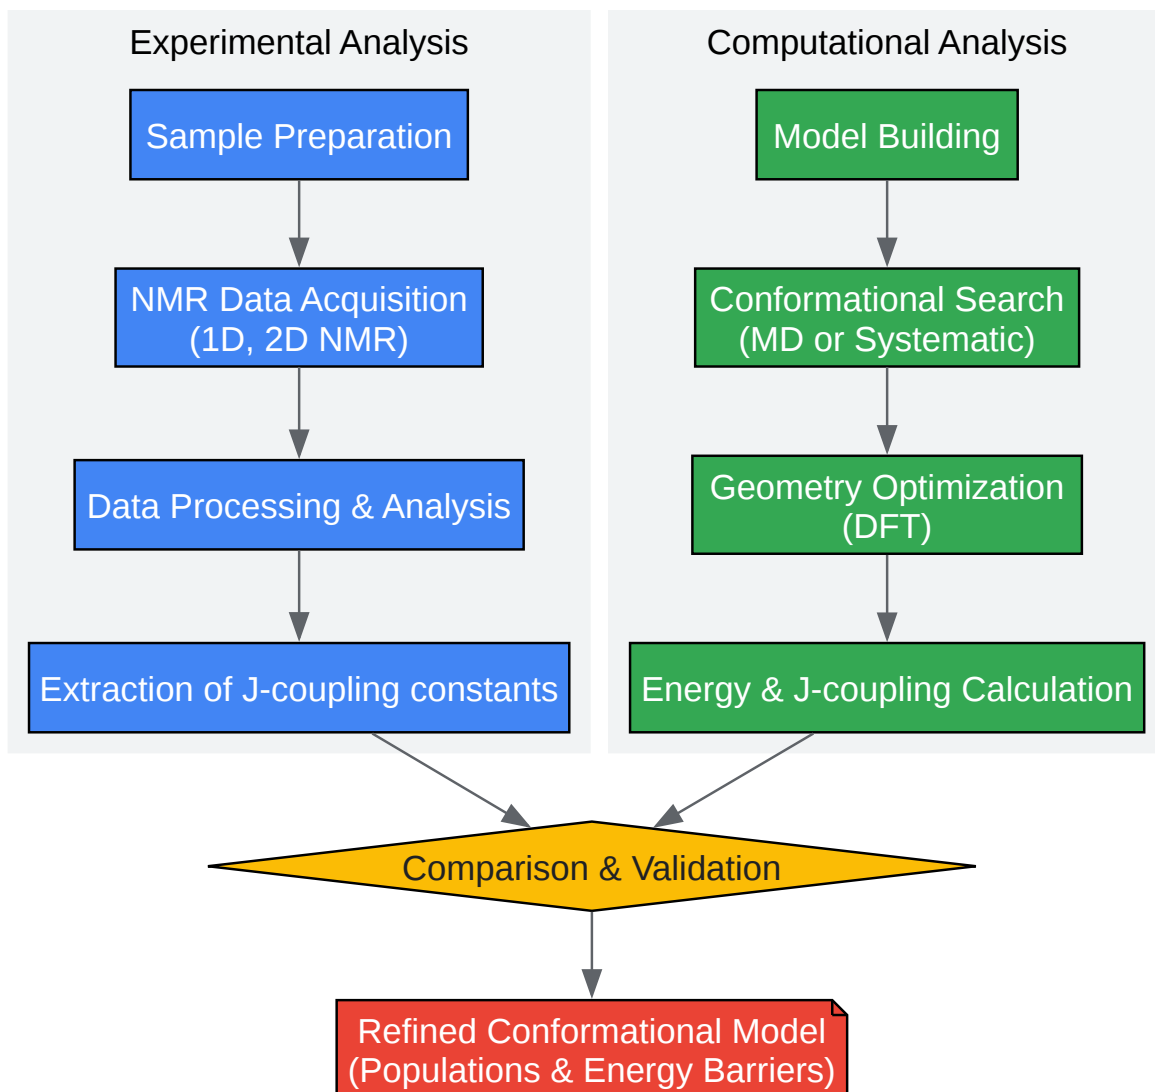 Experimental Analysis
Sample Preparation
NMR Data Acquisition
(1D, 2D NMR)
Data Processing & Analysis
Extraction of J-coupling constants
Computational Analysis
Model Building
Conformational Search
(MD or Systematic)
Geometry Optimization
(DFT)
Energy & J-coupling Calculation
Comparison & Validation
Refined Conformational Model
(Populations & Energy Barriers)